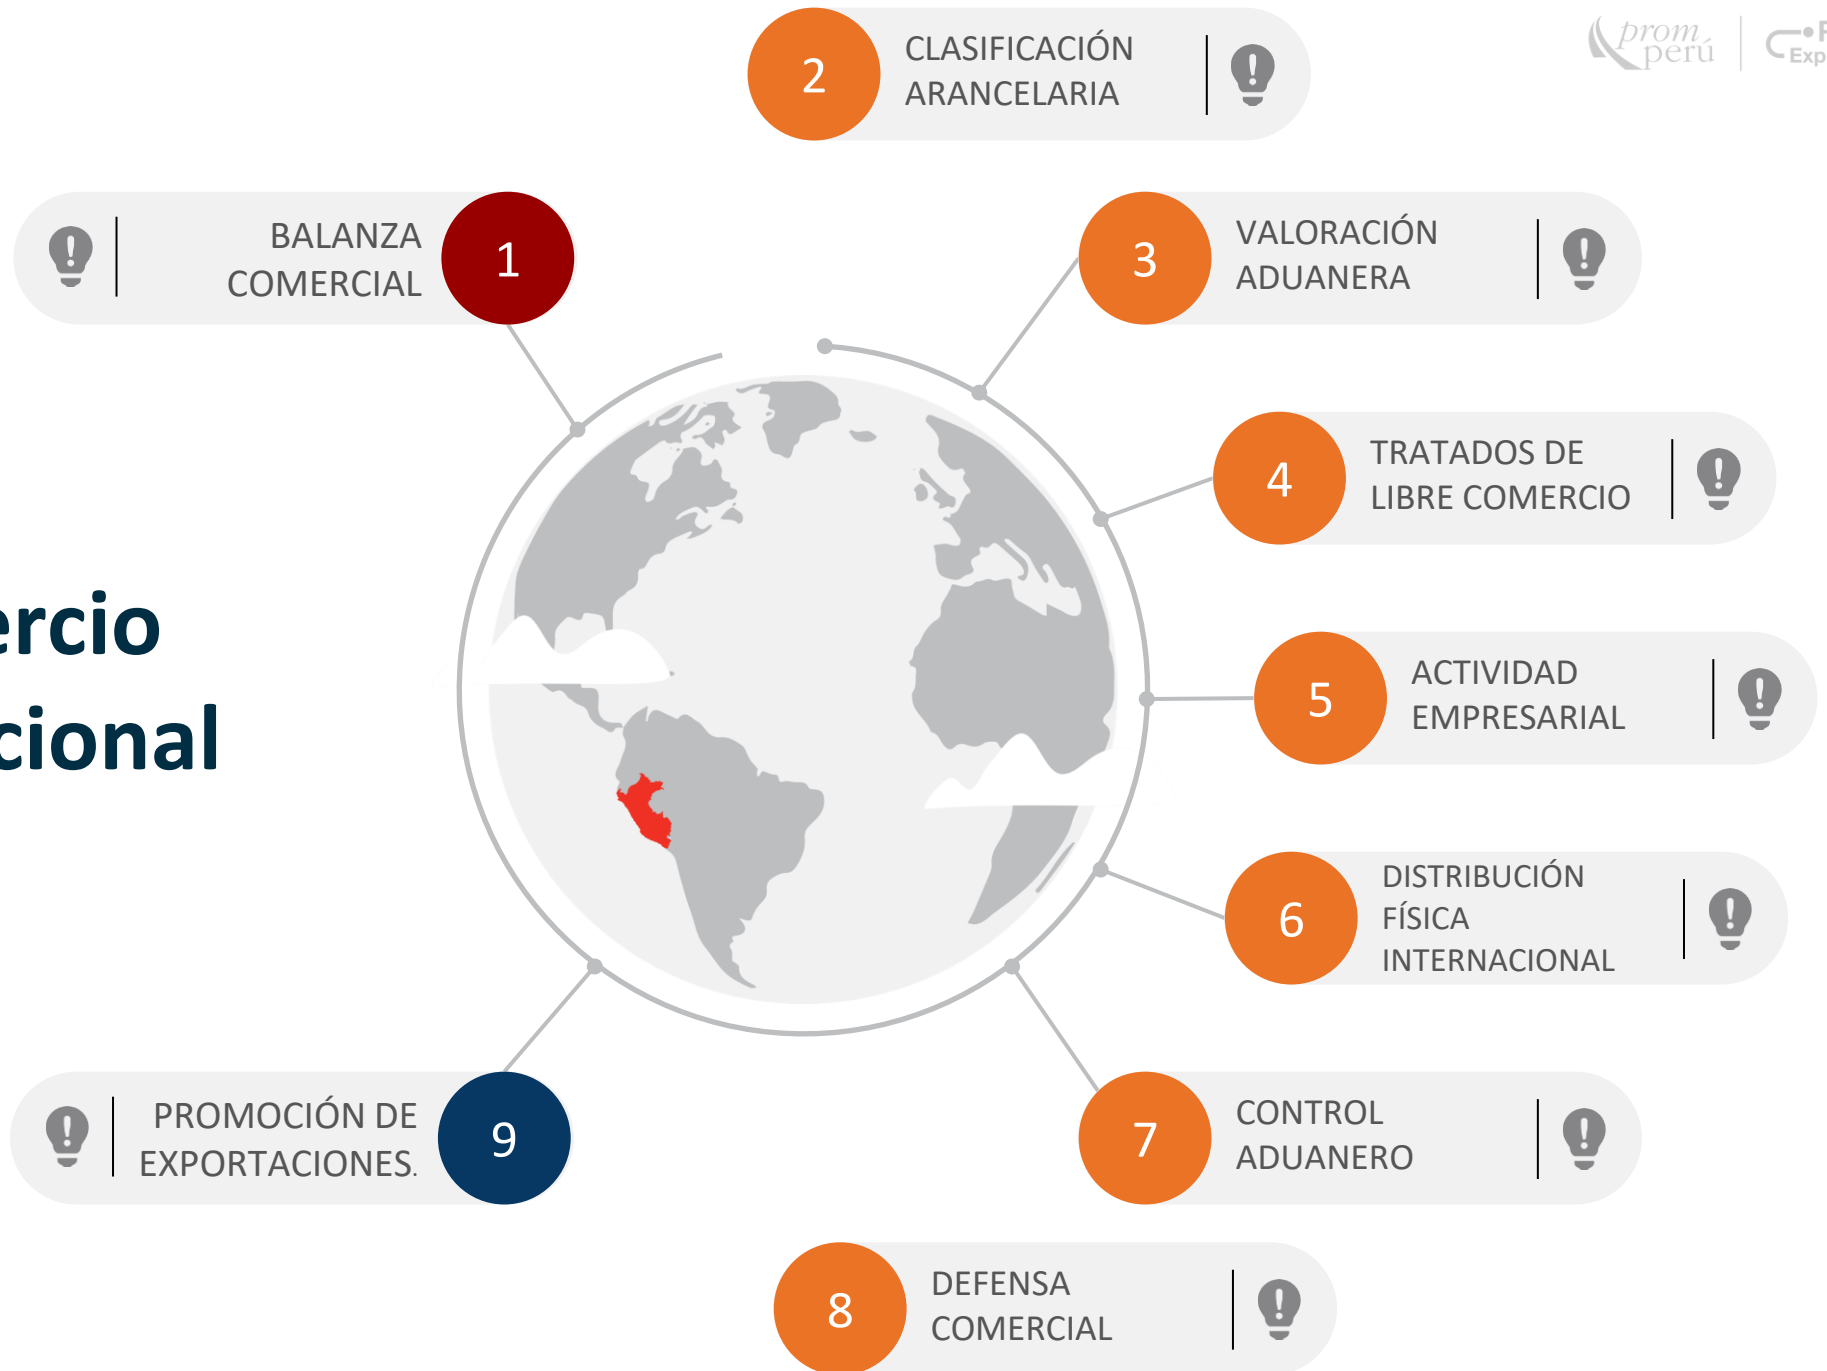 prom
perú
2
CLASIFICACIÓN
ARANCELARIA
1
BALANZA
COMERCIAL
3
VALORACIÓN
ADUANERA
4
TRATADOS DE
LIBRE COMERCIO
ercio
cional
5
ACTIVIDAD
EMPRESARIAL
6
DISTRIBUCIÓN
FÍSICA
INTERNACIONAL
9
PROMOCIÓN DE
EXPORTACIONES.
7
CONTROL
ADUANERO
8
DEFENSA
COMERCIAL